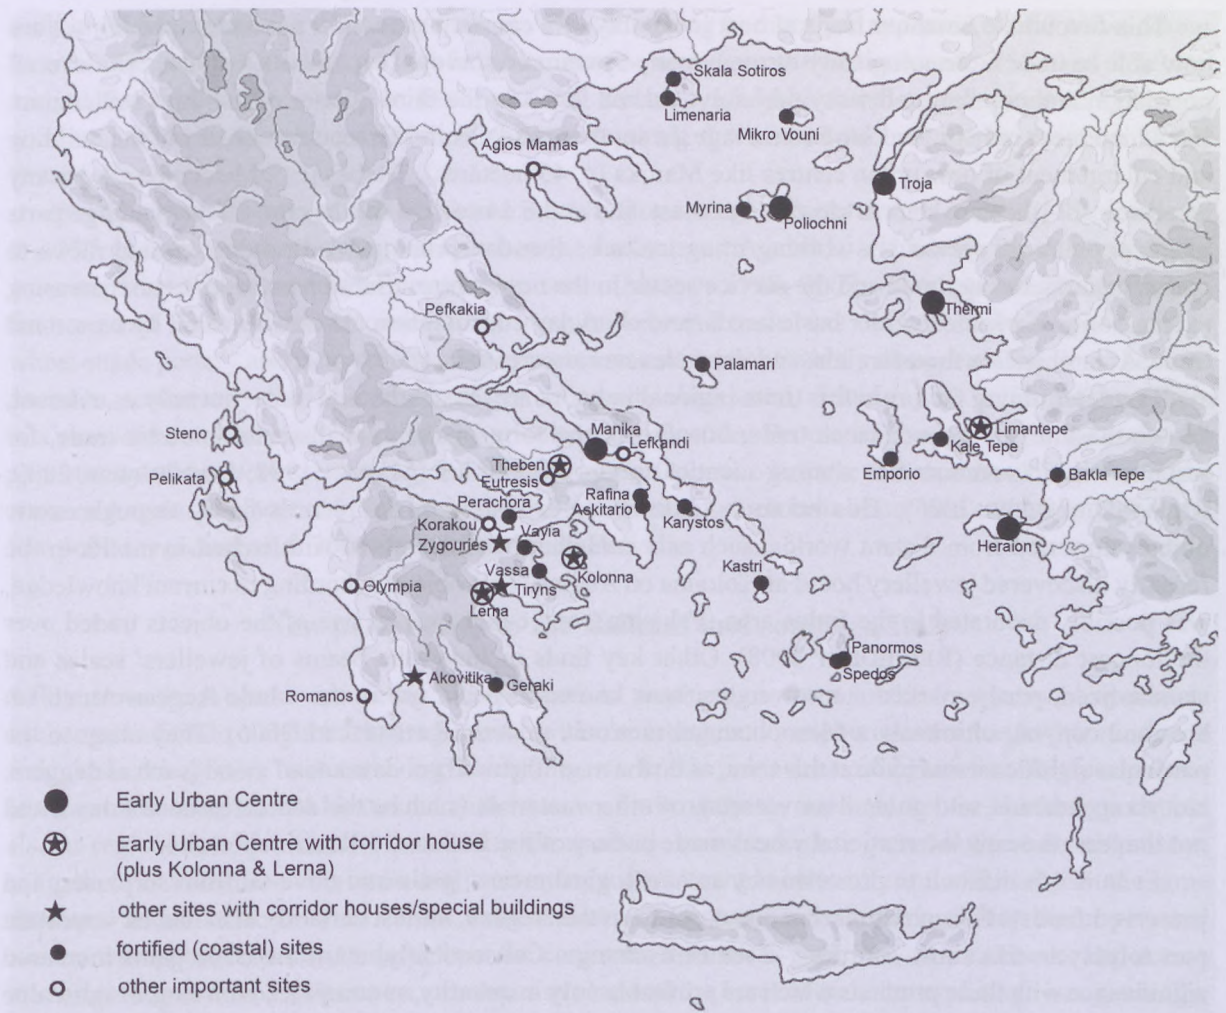 Skala Sotiros
Limenaria
Mikro Vouni
Agios Mamas
Troja
Myrina
Poliochni
Thermi
Pefkakia
Palamari
Steno
Manika
Lefkandi
Limantepe
Kale Tepe
Theben
Eutresis
Pelikata
Emporio
Bakla Tepe
Rafina
Askitario
Karystos
Perachora
Korakou
Zygouries
Vayia
Heraion
Vassa
Kolonna
Kastri
Olympia
Tiryns
Lerna
Panormos
Spedos
Akovitika
Geraki
Romanos
Early Urban Centre
Early Urban Centre with corridor house
(plus Kolonna & Lerna)
other sites with corridor houses/special buildings
fortified (coastal) sites
other important sites